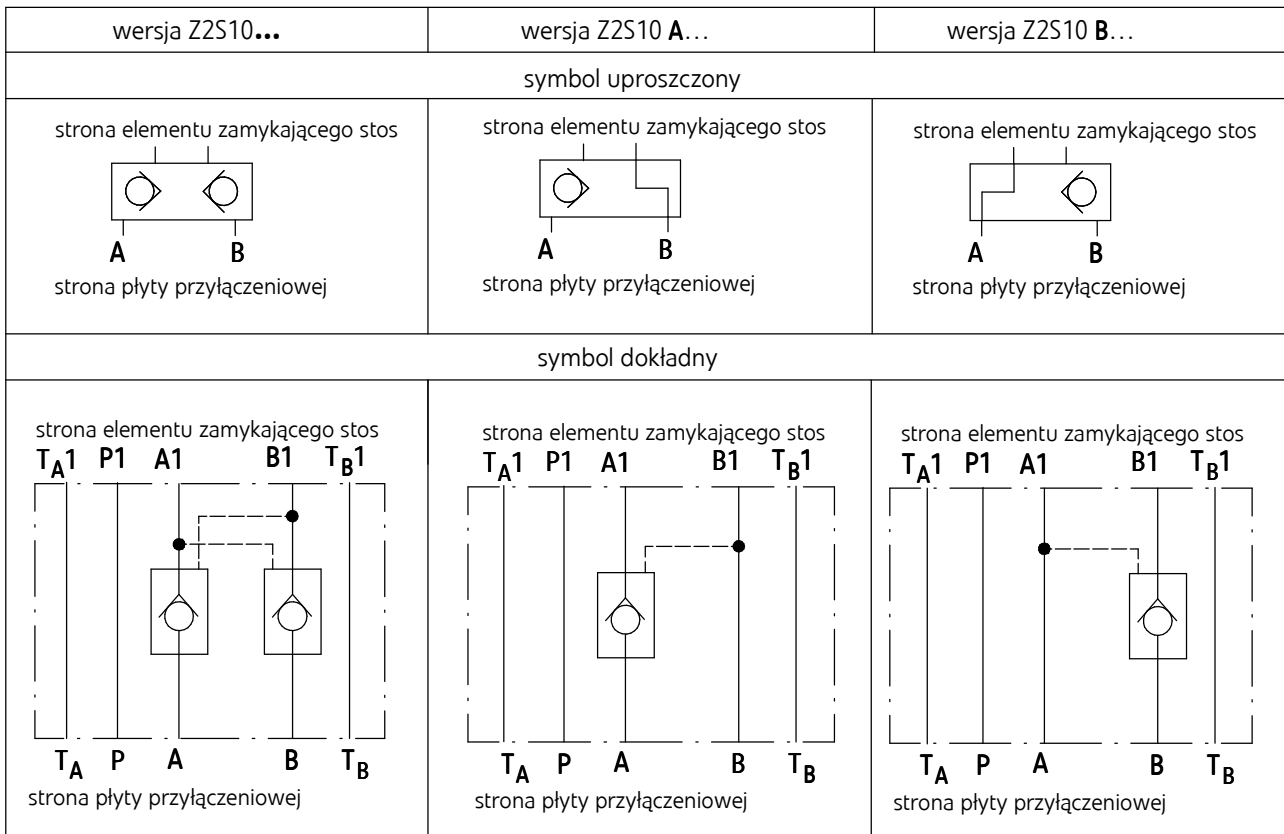 wersja Z2S10...
wersja Z2S10 A...
wersja Z2S10 B...
symbol uproszczony
strona elementu zamykającego stos
A B
strona płyty przyłączeniowej
strona elementu zamykającego stos
A B
strona płyty przyłączeniowej
strona elementu zamykającego stos
A B
strona płyty przyłączeniowej
symbol dokładny
strona elementu zamykającego stos
TA1 P1 A1 B1 TB1
TA P A B TB
strona płyty przyłączeniowej
strona elementu zamykającego stos
TA1 P1 A1 B1 TB1
TA P A B TB
strona płyty przyłączeniowej
strona elementu zamykającego stos
TA1 P1 A1 B1 TB1
TA P A B TB
strona płyty przyłączeniowej